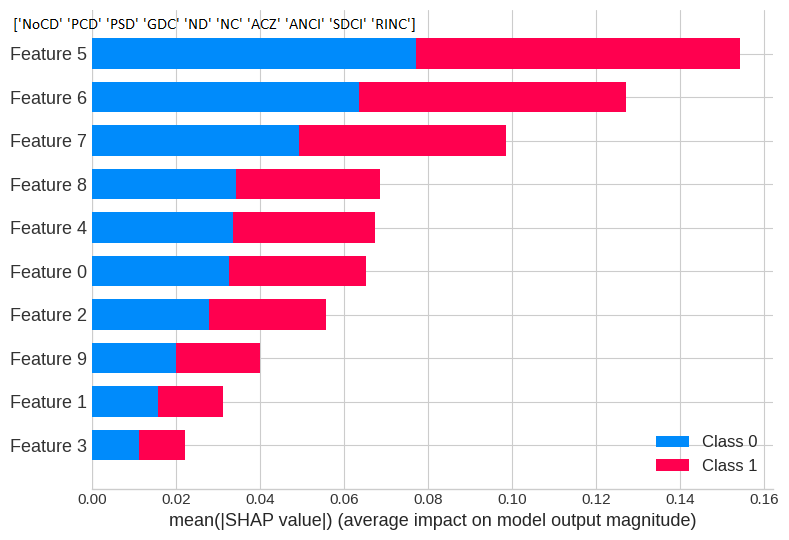 ['NoCD' 'PCD' 'PSD' 'GDC' 'ND' 'NC' 'ACZ' 'ANCI' 'SDCI' 'RINC']
Feature 5
Feature 6
Feature 7
Feature 8
Feature 4
Feature 0
Feature 2
Feature 9
Feature 1
Feature 3
Class 0
Class 1
0.00 0.02 0.04 0.06 0.08 0.10 0.12 0.14 0.16
mean(|SHAP value|) (average impact on model output magnitude)